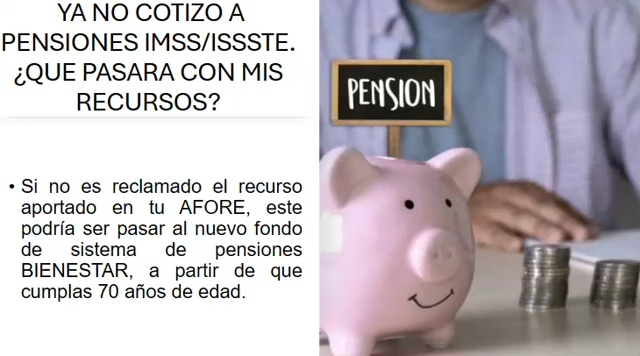 YA NO COTIZO A
PENSIONES IMSS/ISSSTE.
¿QUE PASARA CON MIS
RECURSOS?
PENSION
• Si no es reclamado el recurso
aportado en tu AFORE, este
podría ser pasar al nuevo fondo
de sistema de pensiones
BIENESTAR, a partir de que
cumplas 70 años de edad.